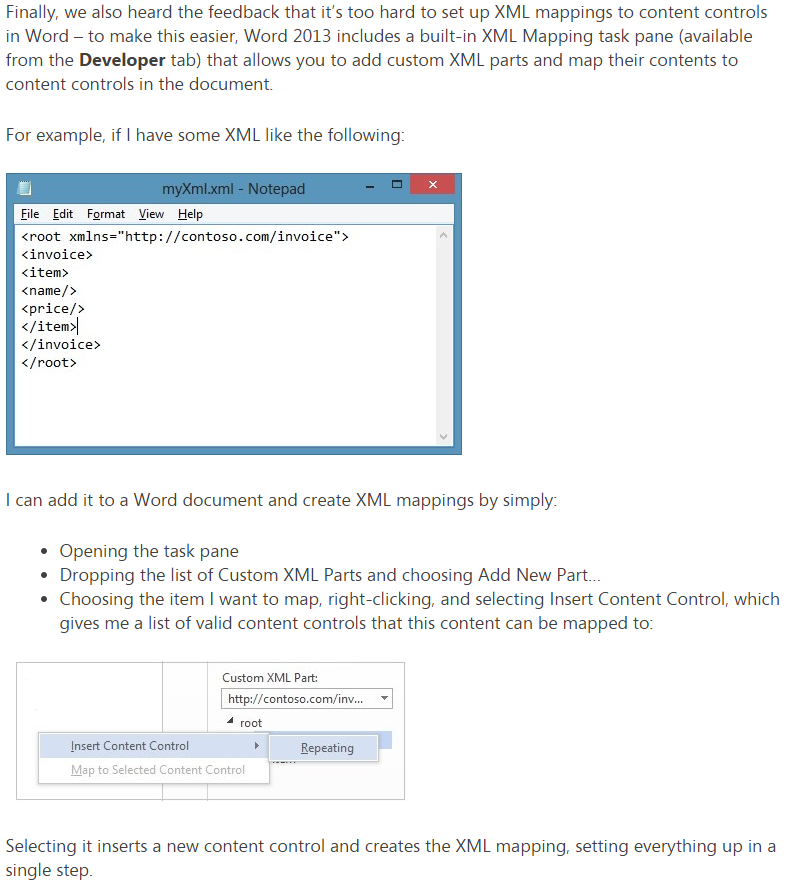 Finally, we also heard the feedback that it's too hard to set up XML mappings to content controls
in Word – to make this easier, Word 2013 includes a built-in XML Mapping task pane (available
from the Developer tab) that allows you to add custom XML parts and map their contents to
content controls in the document.
For example, if I have some XML like the following:
myXml.xml - Notepad
File Edit Format View Help
<root xmlns="http://contoso.com/invoice">
<invoice>
<item>
<name/>
<price/>
</item>
</invoice>
</root>
I can add it to a Word document and create XML mappings by simply:
• Opening the task pane
• Dropping the list of Custom XML Parts and choosing Add New Part...
• Choosing the item I want to map, right-clicking, and selecting Insert Content Control, which
gives me a list of valid content controls that this content can be mapped to:
Custom XML Part:
http://contoso.com/inv...
root
Insert Content Control
Repeating
Map to Selected Content Control
Selecting it inserts a new content control and creates the XML mapping, setting everything up in a
single step.